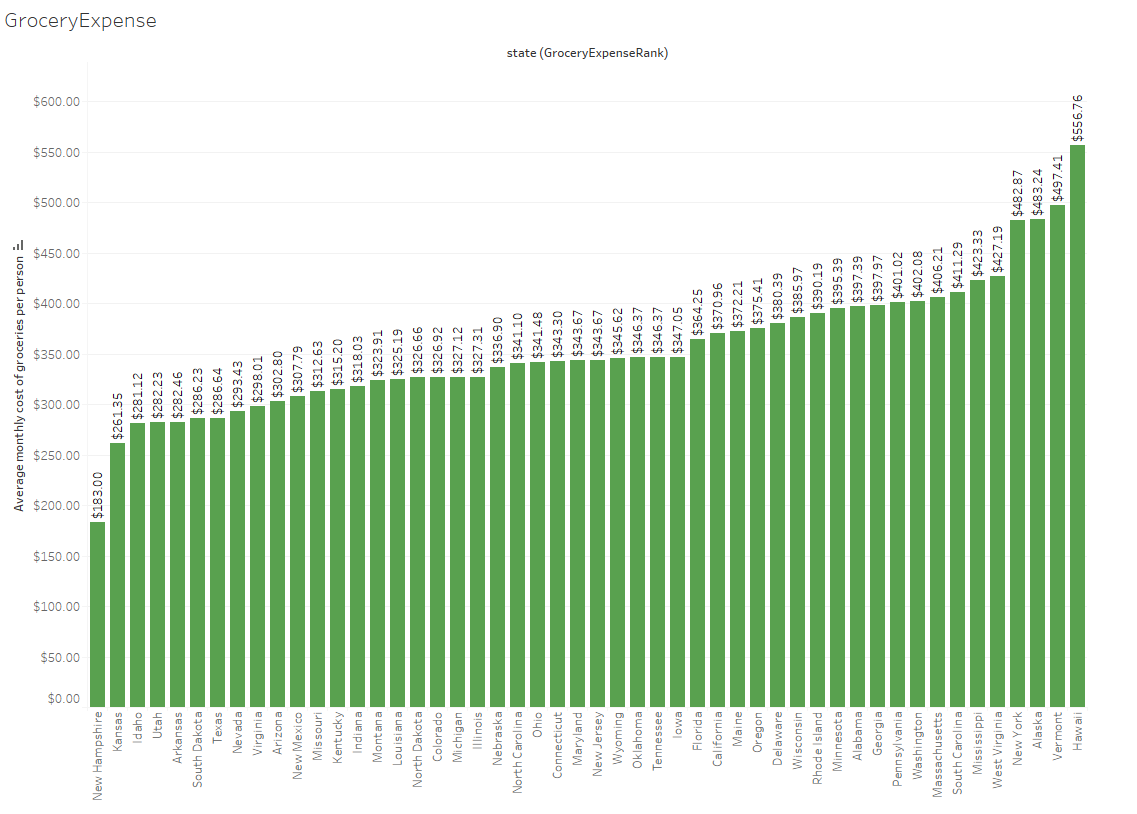 GroceryExpense
state (GroceryExpenseRank)
Average monthly cost of groceries per person
$600.00
$550.00
$500.00
$450.00
$400.00
$350.00
$300.00
$250.00
$200.00
$150.00
$100.00
$50.00
$0.00
$183.00
$261.35
$281.12
$282.23
$282.46
$286.23
$286.64
$293.43
$298.01
$302.80
$307.79
$312.63
$315.20
$318.03
$323.91
$325.19
$326.66
$326.92
$327.12
$327.31
$336.90
$341.10
$341.48
$343.30
$343.67
$343.67
$345.62
$346.37
$346.37
$347.05
$364.25
$370.96
$372.21
$375.41
$380.39
$385.97
$390.19
$395.39
$397.39
$397.97
$401.02
$402.08
$406.21
$411.29
$423.33
$427.19
$482.87
$483.24
$497.41
$556.76
New Hampshire
Kansas
Idaho
Utah
Arkansas
South Dakota
Texas
Nevada
Virginia
Arizona
New Mexico
Missouri
Kentucky
Indiana
Montana
Louisiana
North Dakota
Colorado
Michigan
Illinois
Nebraska
North Carolina
Ohio
Connecticut
Maryland
New Jersey
Wyoming
Oklahoma
Tennessee
Iowa
Florida
California
Maine
Oregon
Delaware
Wisconsin
Rhode Island
Minnesota
Alabama
Georgia
Pennsylvania
Washington
Massachusetts
South Carolina
Mississippi
West Virginia
New York
Alaska
Vermont
Hawaii